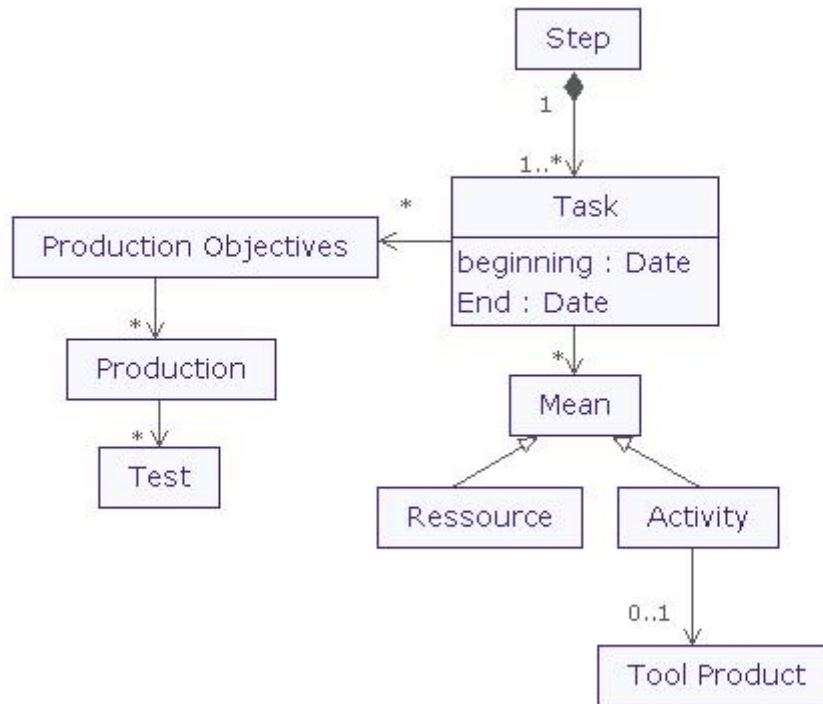 Step
1
1..*
Task
beginning : Date
End : Date
*
Production Objectives
*
Production
*
Test
*
Mean
Ressource
Activity
0..1
Tool Product